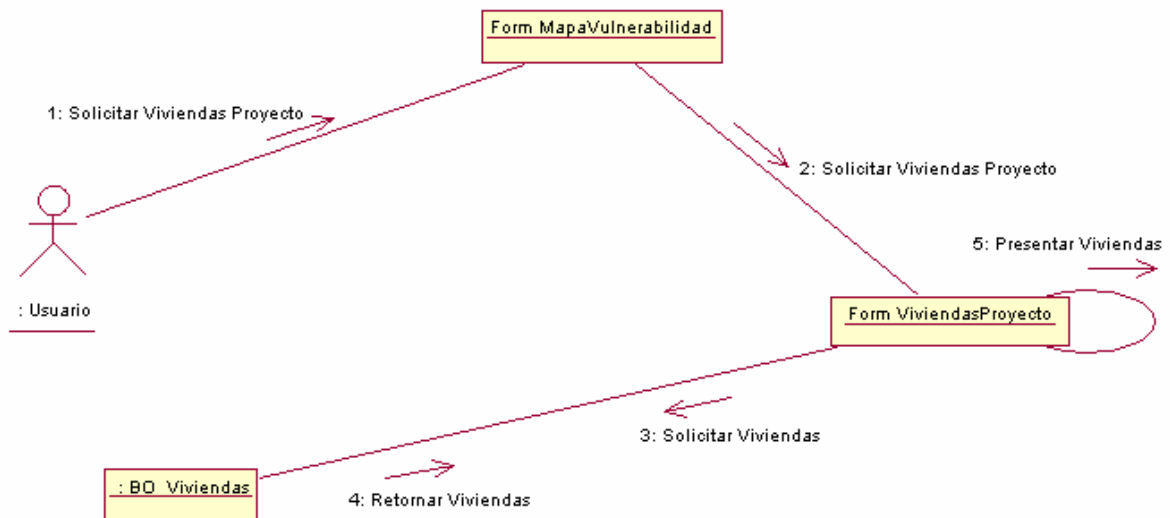 Form MapaVulnerabilidad
1: Solicitar Viviendas Proyecto
2: Solicitar Viviendas Proyecto
5: Presentar Viviendas
: Usuario
Form ViviendasProyecto
3: Solicitar Viviendas
: BO_Viviendas
4: Retornar Viviendas